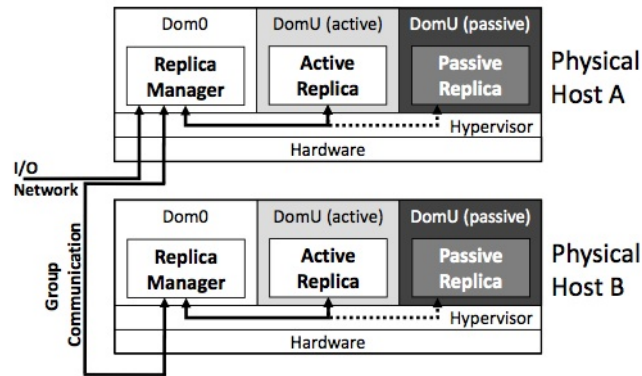 Dom0
DomU (active)
DomU (passive)
Replica
Manager
Active
Replica
Passive
Replica
Physical
Host A
Hypervisor
Hardware
I/O
Network
Group
Communication
Dom0
DomU (active)
DomU (passive)
Replica
Manager
Active
Replica
Passive
Replica
Physical
Host B
Hypervisor
Hardware